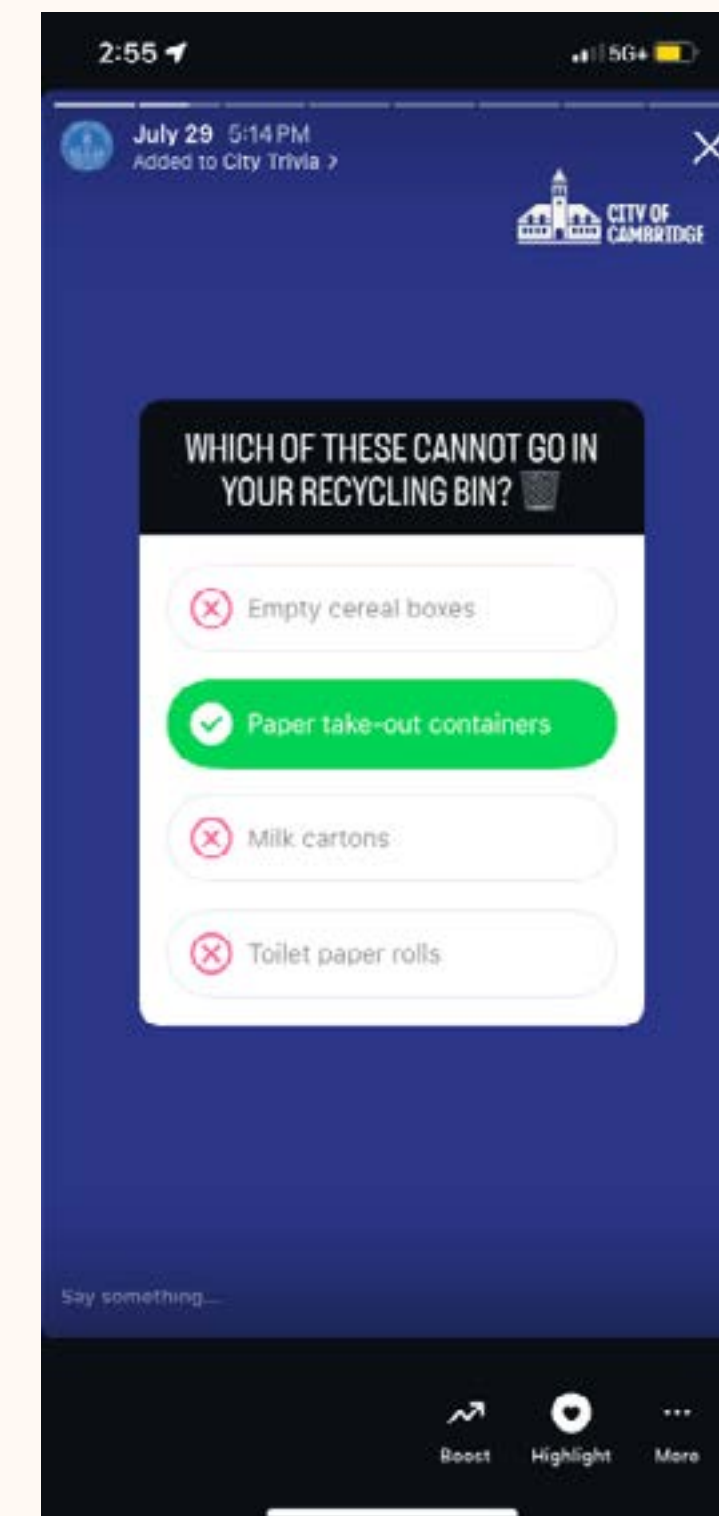 2:55
5G+
July 29 5:14 PM
Added to City Trivia >
CITY OF
CAMBRIDGE
WHICH OF THESE CANNOT GO IN
YOUR RECYCLING BIN?
Empty cereal boxes
Paper take-out containers
Milk cartons
Toilet paper rolls
Say something...
Boost Highlight More